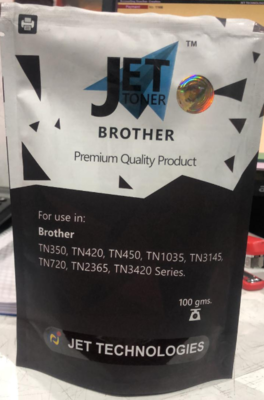 JET
TONER
TM
BROTHER
Premium Quality Product
For use in:
Brother
TN350, TN420, TN450, TN1035, TN3145.
TN720, TN2365, TN3420 Series.
100 gms.
JET TECHNOLOGIES